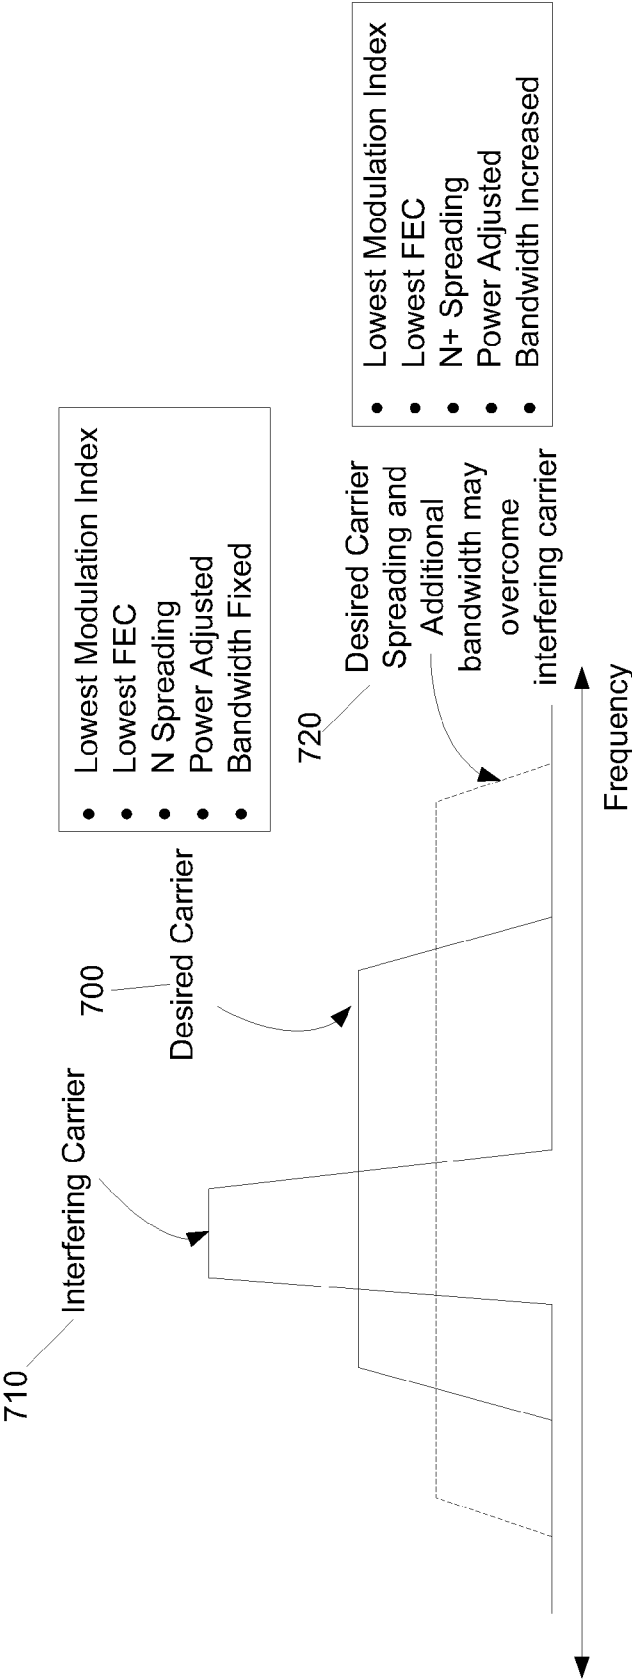 710
Interfering Carrier
700
Desired Carrier
• Lowest Modulation Index
• Lowest FEC
• N Spreading
• Power Adjusted
• Bandwidth Fixed
720
Desired Carrier
Spreading and
Additional
bandwidth may
overcome
interfering carrier
• Lowest Modulation Index
• Lowest FEC
• N+ Spreading
• Power Adjusted
• Bandwidth Increased
Frequency